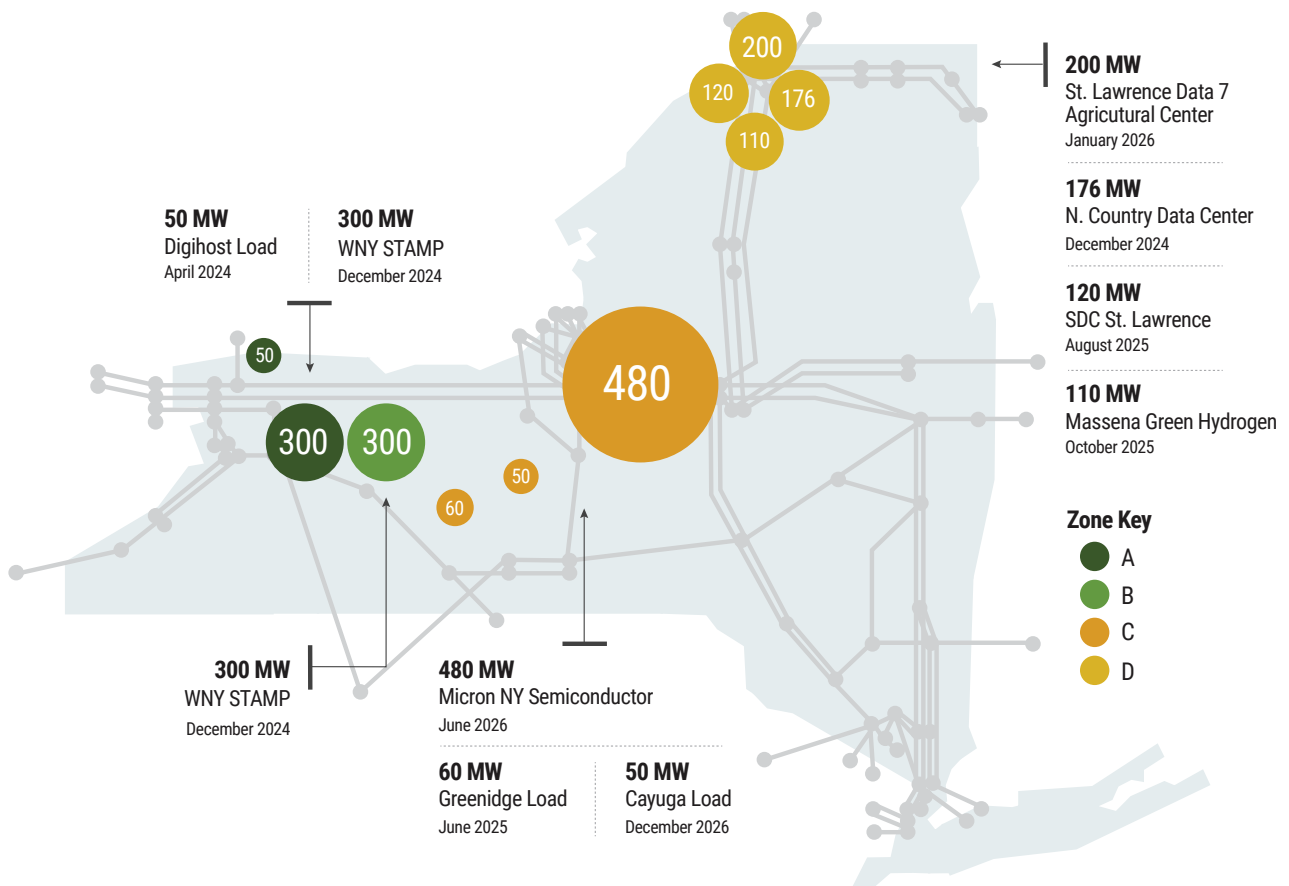 200
120
176
110
200 MW
St. Lawrence Data 7
Agricutural Center
January 2026
176 MW
N. Country Data Center
December 2024
120 MW
SDC St. Lawrence
August 2025
110 MW
Massena Green Hydrogen
October 2025
50 MW
Digihost Load
April 2024
300 MW
WNY STAMP
December 2024
50
480
300
300
50
60
Zone Key
A
B
C
D
300 MW
WNY STAMP
December 2024
480 MW
Micron NY Semiconductor
June 2026
60 MW
Greenidge Load
June 2025
50 MW
Cayuga Load
December 2026